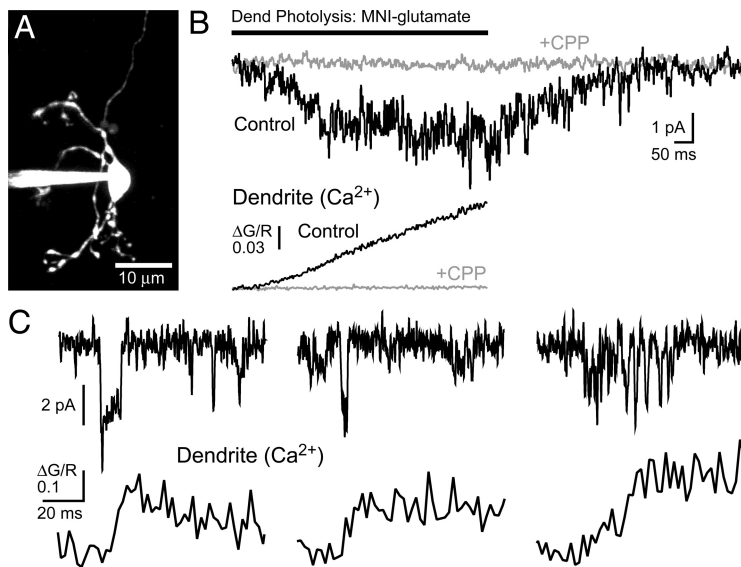 A
10 μm
B
Dend Photolysis: MNI-glutamate
+CPP
Control
1 pA
50 ms
Dendrite (Ca²⁺)
ΔG/R
0.03
Control
+CPP
C
2 pA
Dendrite (Ca²⁺)
ΔG/R
0.1
20 ms